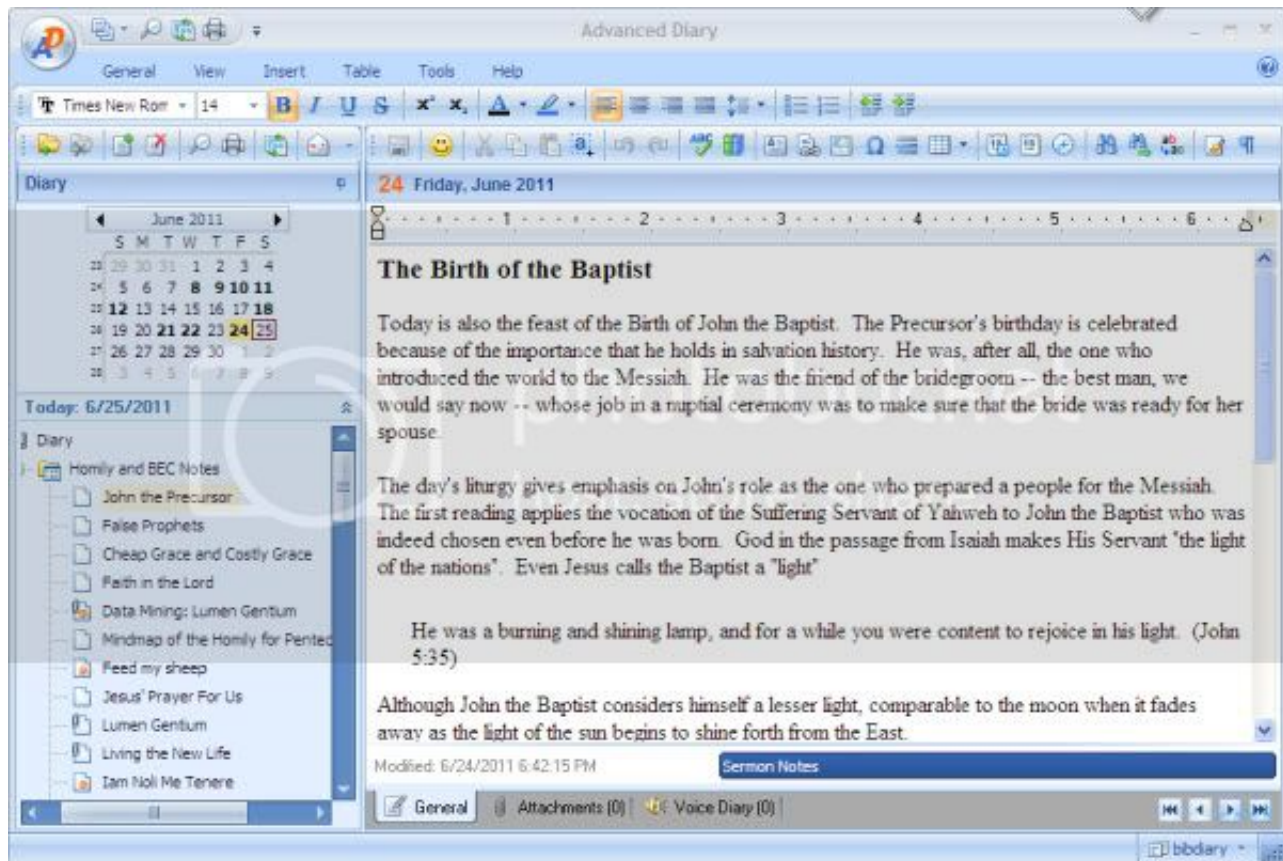 Advanced Diary
General View Insert Table Tools Help
Times New Rom 14 B I U S x² x₂ A
Diary
24 Friday, June 2011
June 2011
S M T W T F S
23 29 30 31 1 2 3 4
24 5 6 7 8 9 10 11
25 12 13 14 15 16 17 18
26 19 20 21 22 23 24 25
27 26 27 28 29 30 1 2
28 3 4 5 6 7 8 9
Today: 6/25/2011
Diary
Homily and BEC Notes
John the Precursor
False Prophets
Cheap Grace and Costly Grace
Faith in the Lord
Data Mining: Lumen Gentium
Mindmap of the Homily for Pentec
Feed my sheep
Jesus' Prayer For Us
Lumen Gentium
Living the New Life
Iam Noli Me Tenere
1 2 3 4 5 6
The Birth of the Baptist
Today is also the feast of the Birth of John the Baptist. The Precursor's birthday is celebrated
because of the importance that he holds in salvation history. He was, after all, the one who
introduced the world to the Messiah. He was the friend of the bridegroom -- the best man, we
would say now -- whose job in a nuptial ceremony was to make sure that the bride was ready for her
spouse.
The day's liturgy gives emphasis on John's role as the one who prepared a people for the Messiah.
The first reading applies the vocation of the Suffering Servant of Yahweh to John the Baptist who was
indeed chosen even before he was born. God in the passage from Isaiah makes His Servant "the light
of the nations". Even Jesus calls the Baptist a "light"
He was a burning and shining lamp, and for a while you were content to rejoice in his light. (John
5:35)
Although John the Baptist considers himself a lesser light, comparable to the moon when it fades
away as the light of the sun begins to shine forth from the East.
Modified: 6/24/2011 6:42:15 PM
Sermon Notes
General Attachments (0) Voice Diary (0)
bbdiary